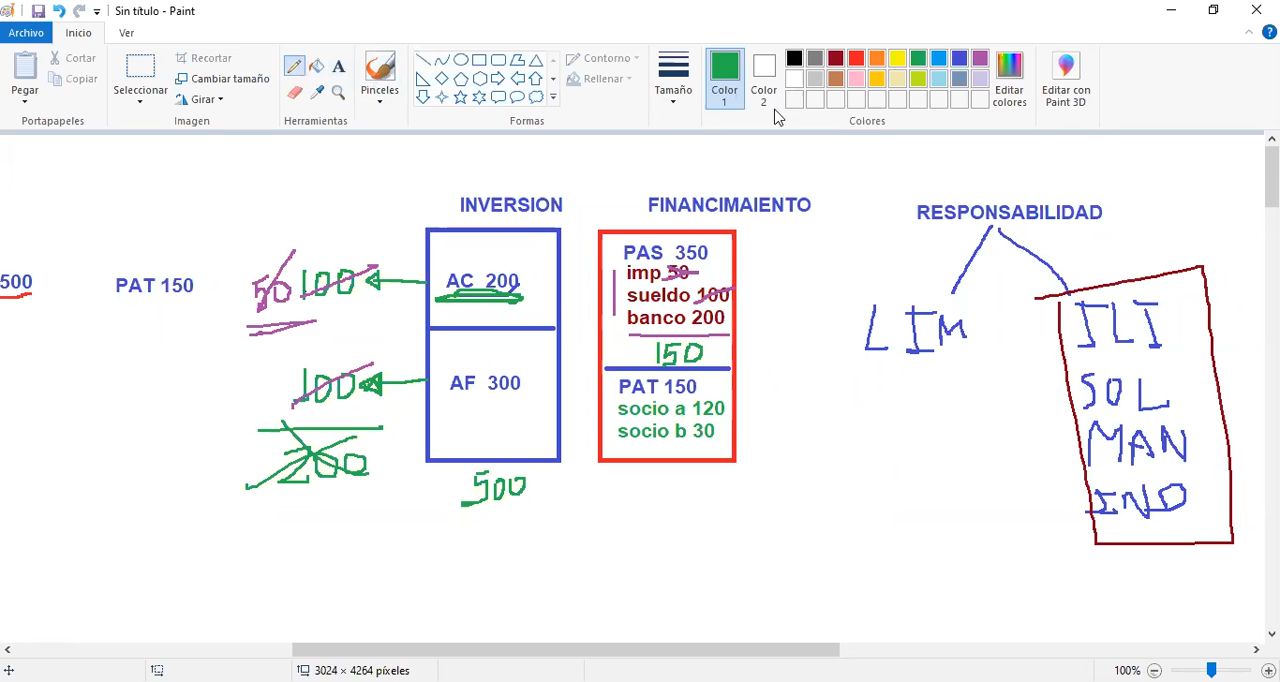 Sin título - Paint
Archivo
Inicio
Ver
Pegar
Cortar
Copiar
Portapapeles
Seleccionar
Recortar
Cambiar tamaño
Girar
Imagen
Herramientas
Pinceles
Formas
Contorno
Rellenar
Tamaño
Color 1
Color 2
Colores
Editar colores
Editar con Paint 3D
INVERSION
FINANCIMAIENTO
RESPONSABILIDAD
500
PAT 150
50
100
AC 200
PAS 350
imp 50
sueldo 100
banco 200
150
100
AF 300
PAT 150
socio a 120
socio b 30
200
500
LIM
ILI
SOL
MAN
IND
3024 × 4264 píxeles
100%